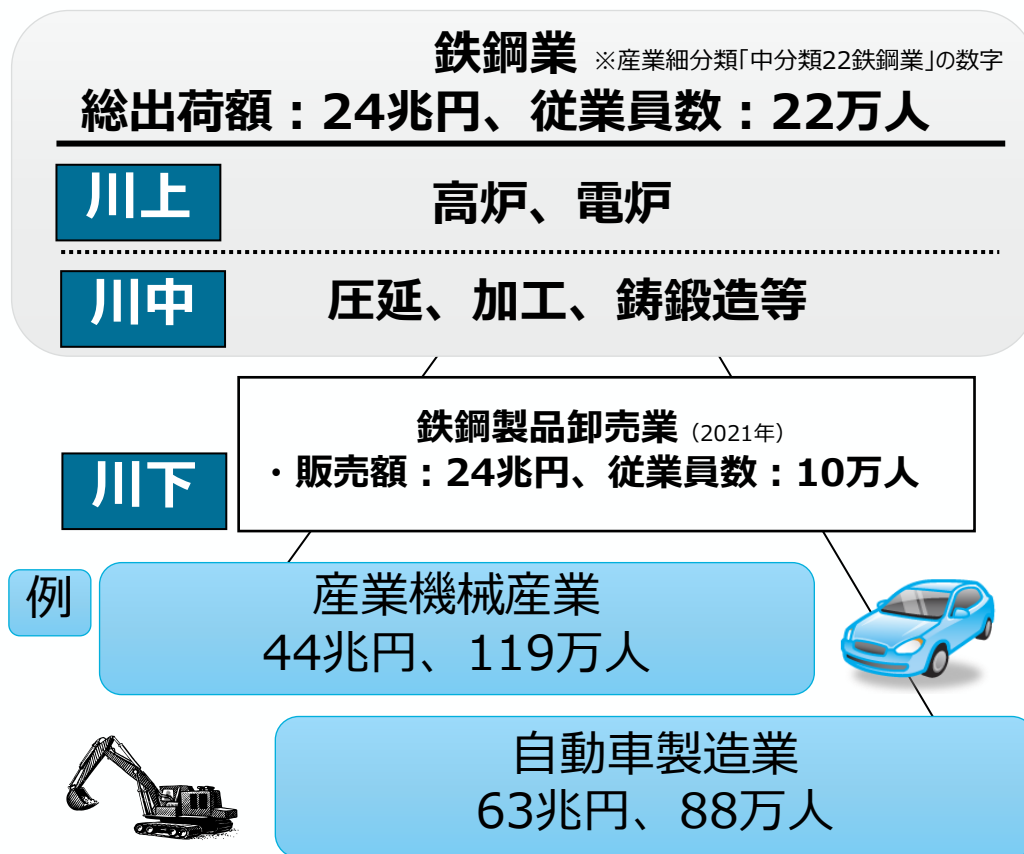 鉄鋼業 ※産業細分類「中分類22鉄鋼業」の数字
総出荷額：24兆円、従業員数：22万人
川上 高炉、電炉
川中 圧延、加工、鋳鍛造等
鉄鋼製品卸売業（2021年）
川下 ・販売額：24兆円、従業員数：10万人
例 産業機械産業
44兆円、119万人
自動車製造業
63兆円、88万人